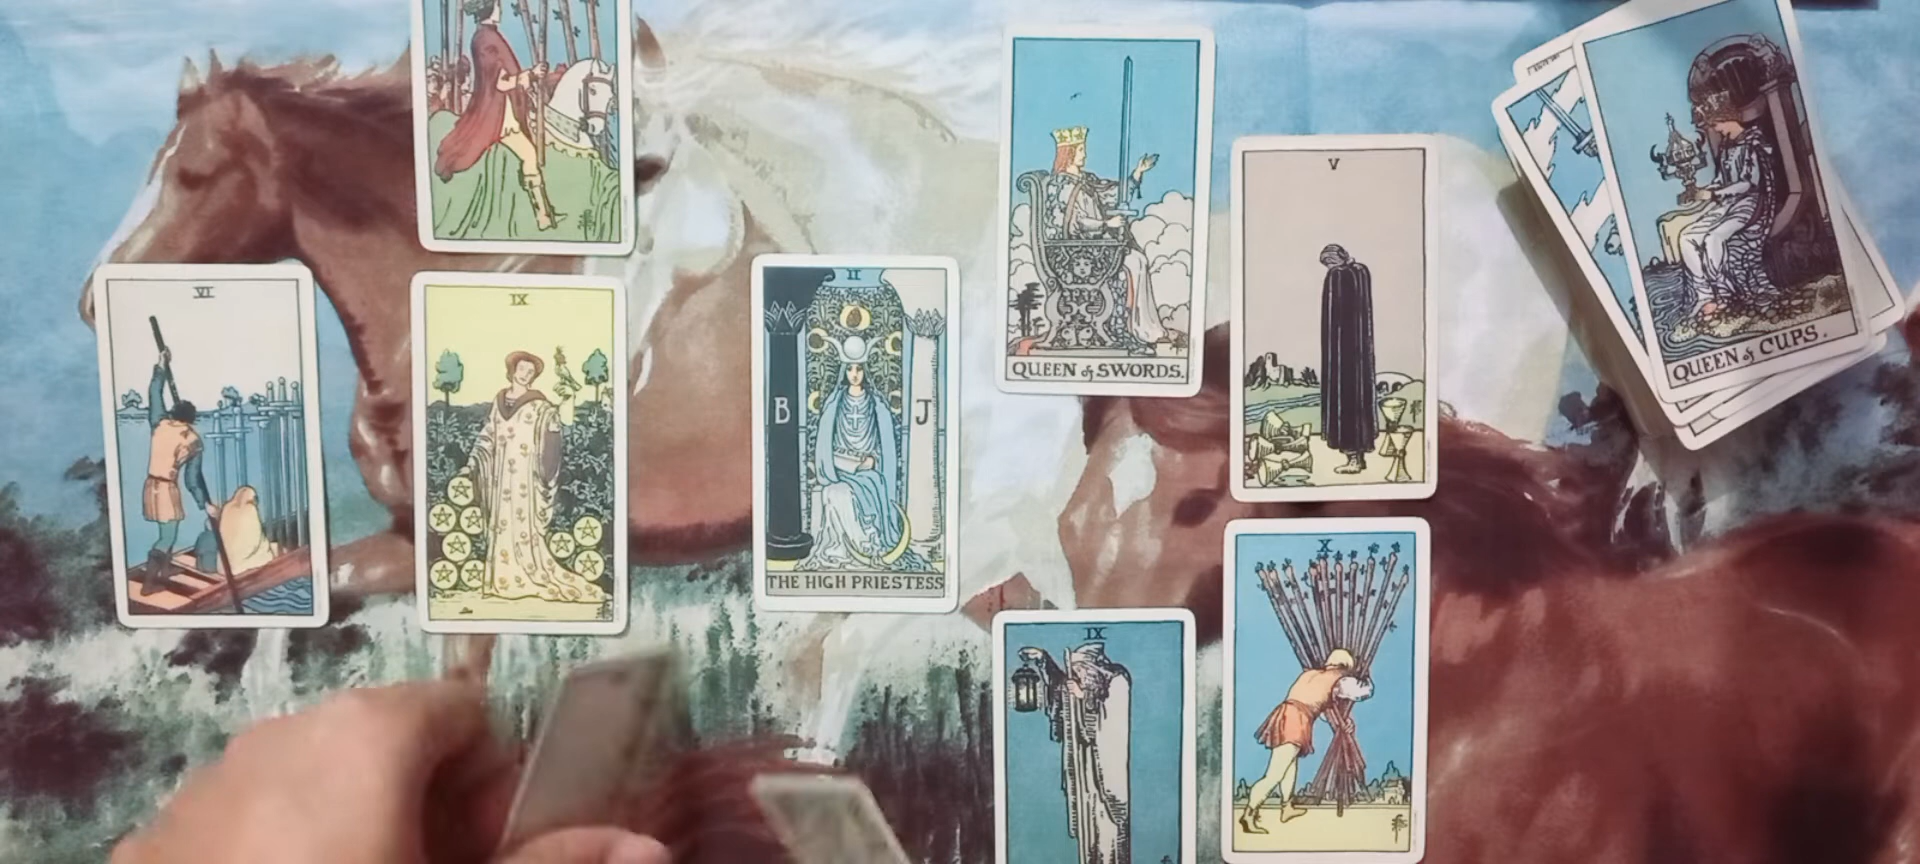 VI
IX
II
B
J
THE HIGH PRIESTESS
QUEEN of SWORDS.
V
QUEEN of CUPS.
IX
X